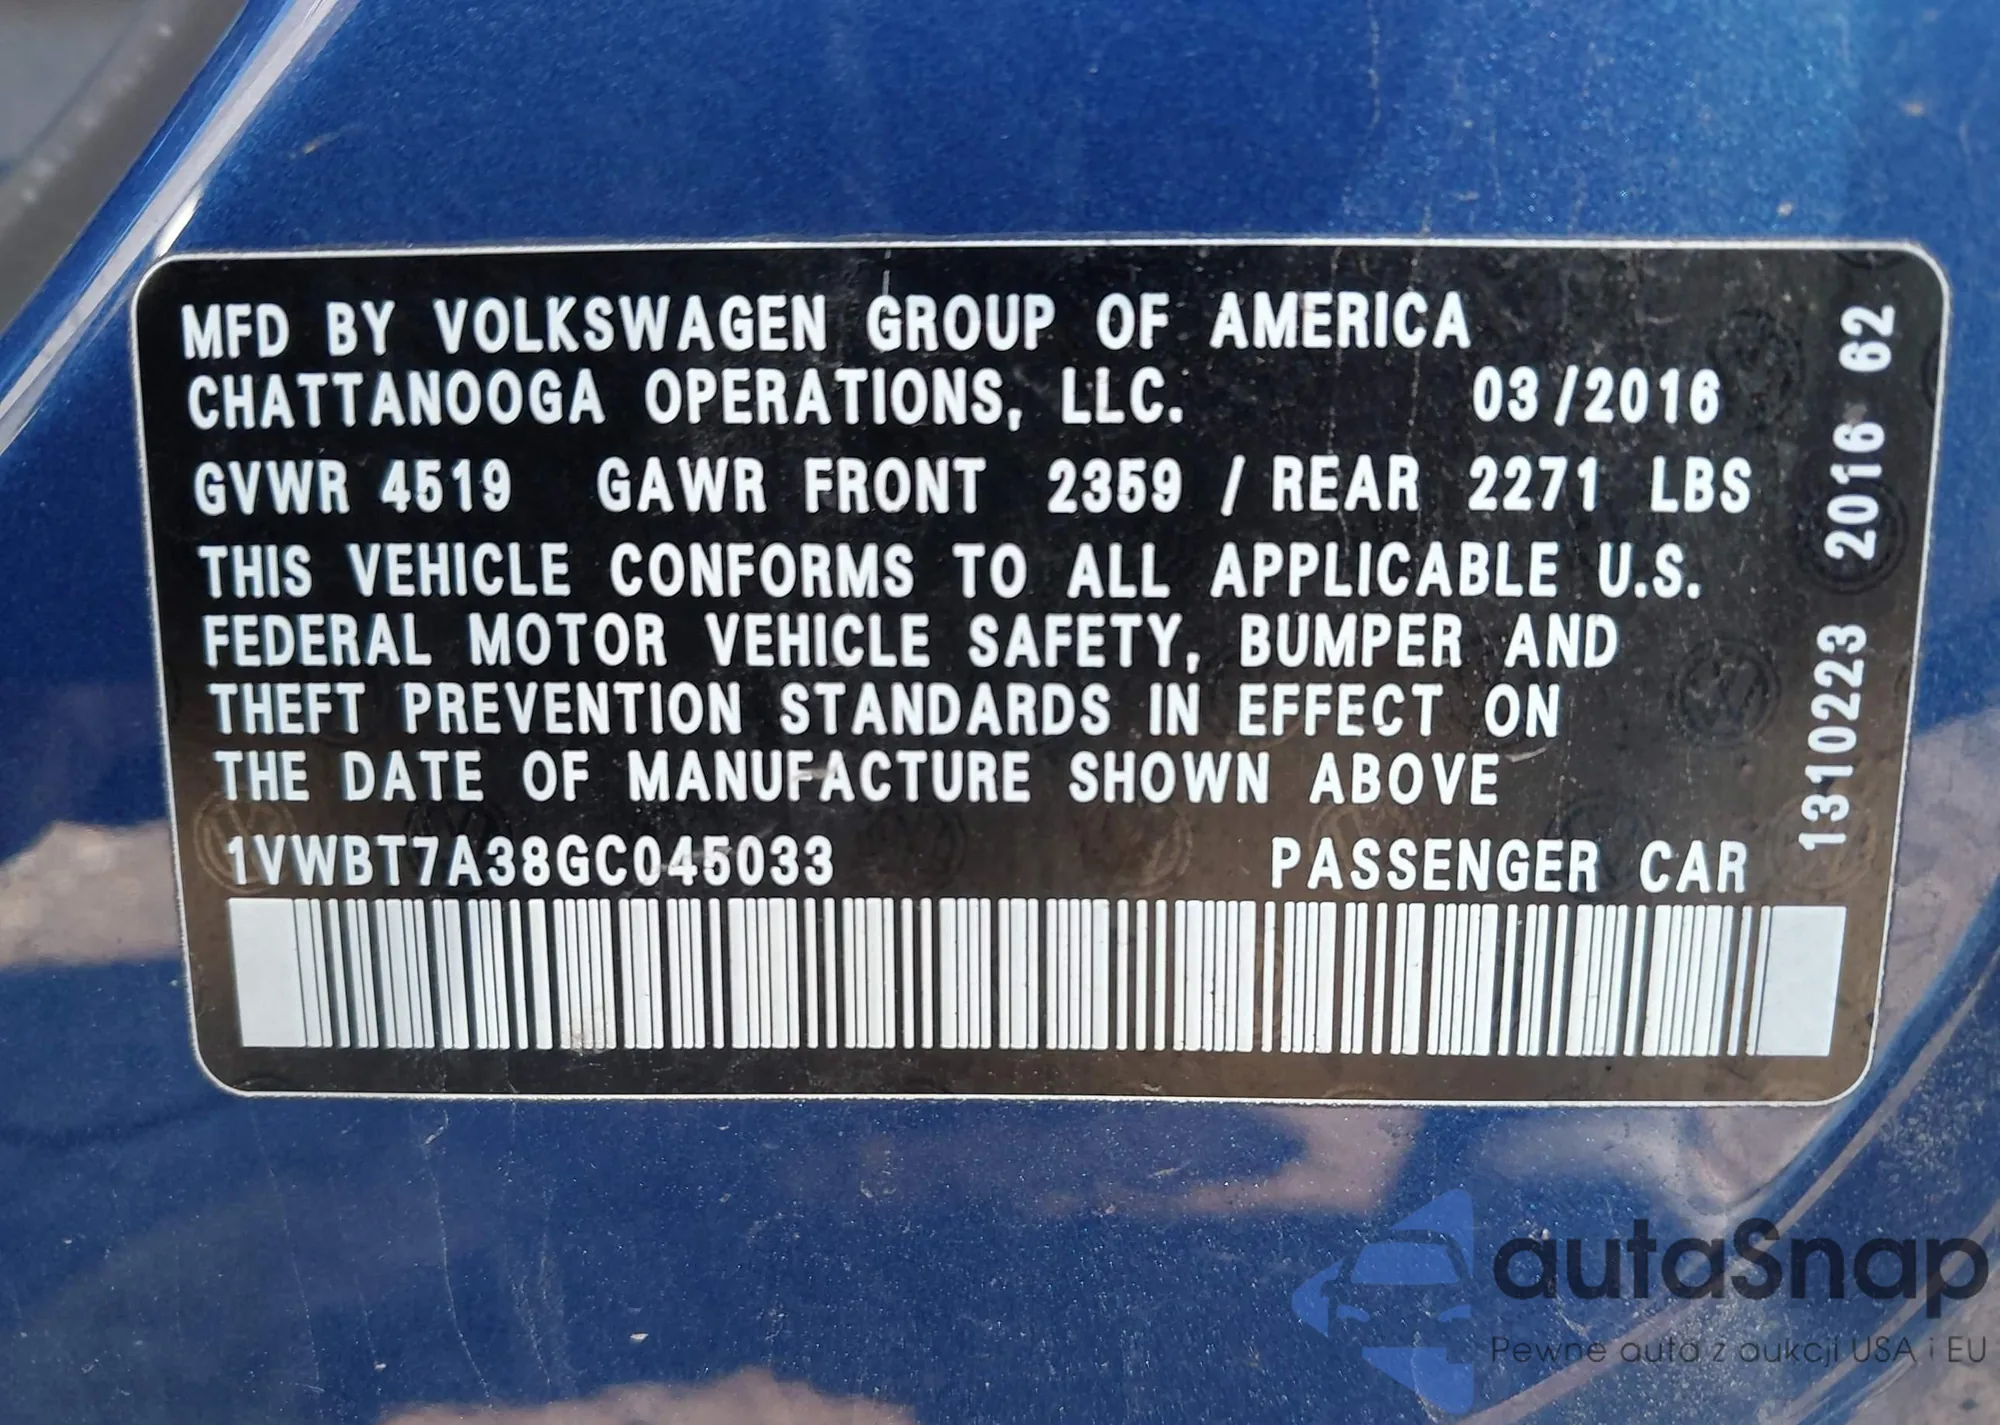 MFD BY VOLKSWAGEN GROUP OF AMERICA
CHATTANOOGA OPERATIONS, LLC. 03/2016
GVWR 4519 GAWR FRONT 2359 / REAR 2271 LBS
THIS VEHICLE CONFORMS TO ALL APPLICABLE U.S.
FEDERAL MOTOR VEHICLE SAFETY, BUMPER AND
THEFT PREVENTION STANDARDS IN EFFECT ON
THE DATE OF MANUFACTURE SHOWN ABOVE
1VWBT7A38GC045033 PASSENGER CAR
1310223 2016 62
autaSnap
Pewne auta z aukcji USA i EU